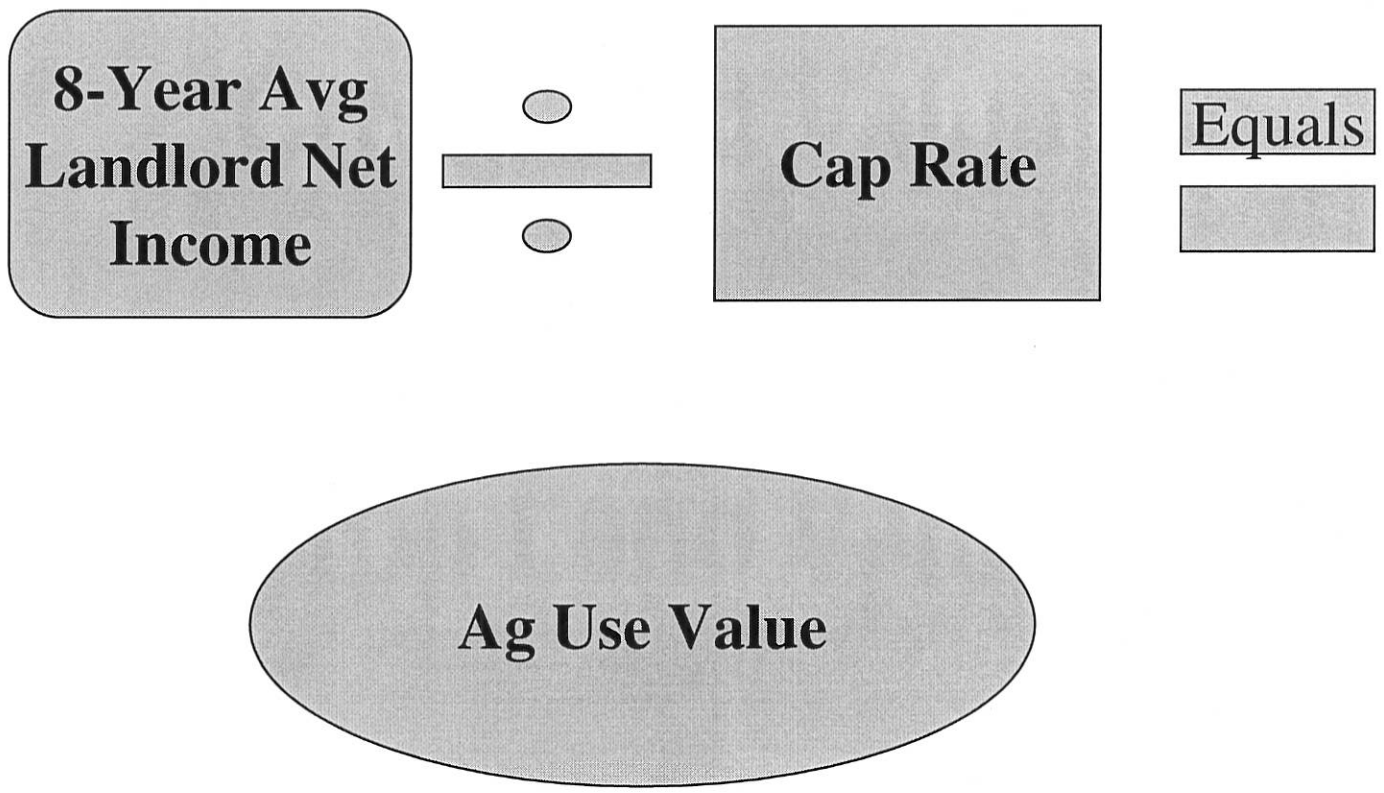 8-Year Avg
Landlord Net
Income
Cap Rate
Equals
Ag Use Value